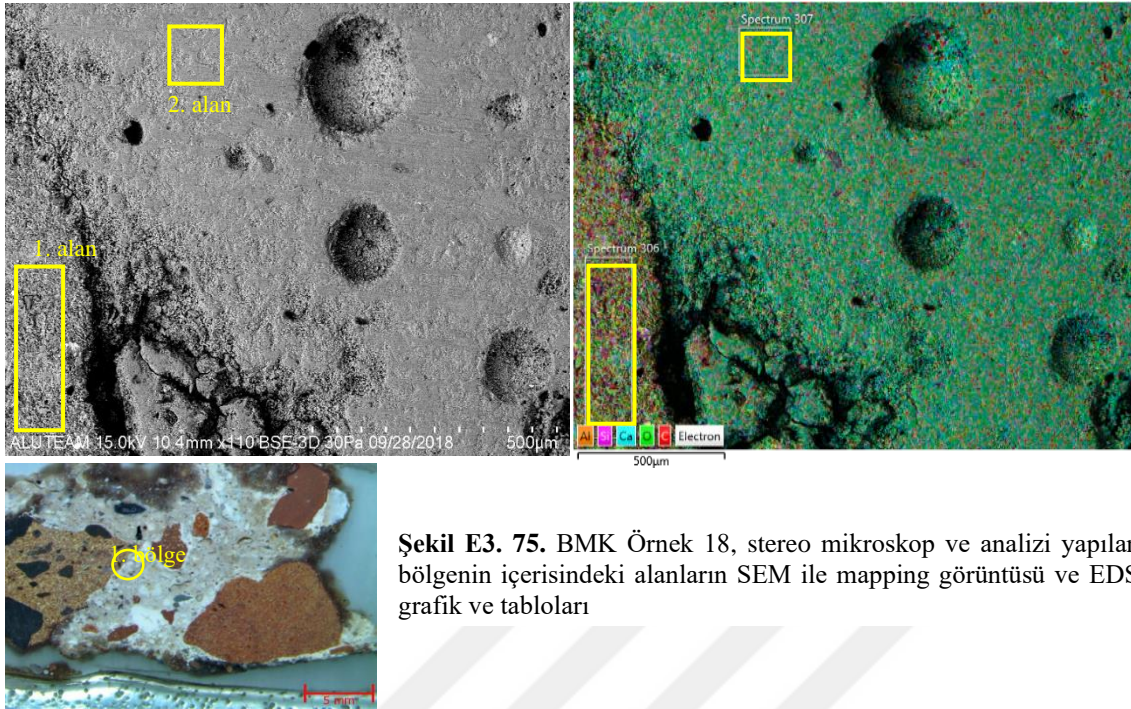 2. alan
1. alan
ALUTEAM 15.0kV 10.4mm x110 BSE-3D 30Pa 09/28/2018 500µm
Spectrum 307
Spectrum 306
Al Si Ca O C Electron
500µm
1. bölge
5 mm
Şekil E3. 75. BMK Örnek 18, stereo mikroskop ve analizi yapılan
bölgenin içerisindeki alanların SEM ile mapping görüntüsü ve EDS
grafik ve tabloları